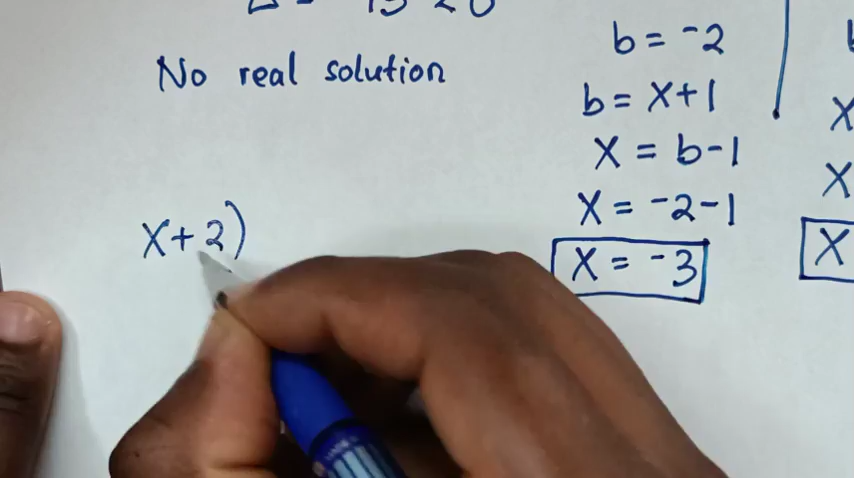 No real solution
x+2)
b = -2
b = x+1
x = b-1
x = -2-1
x = -3
x
x
x